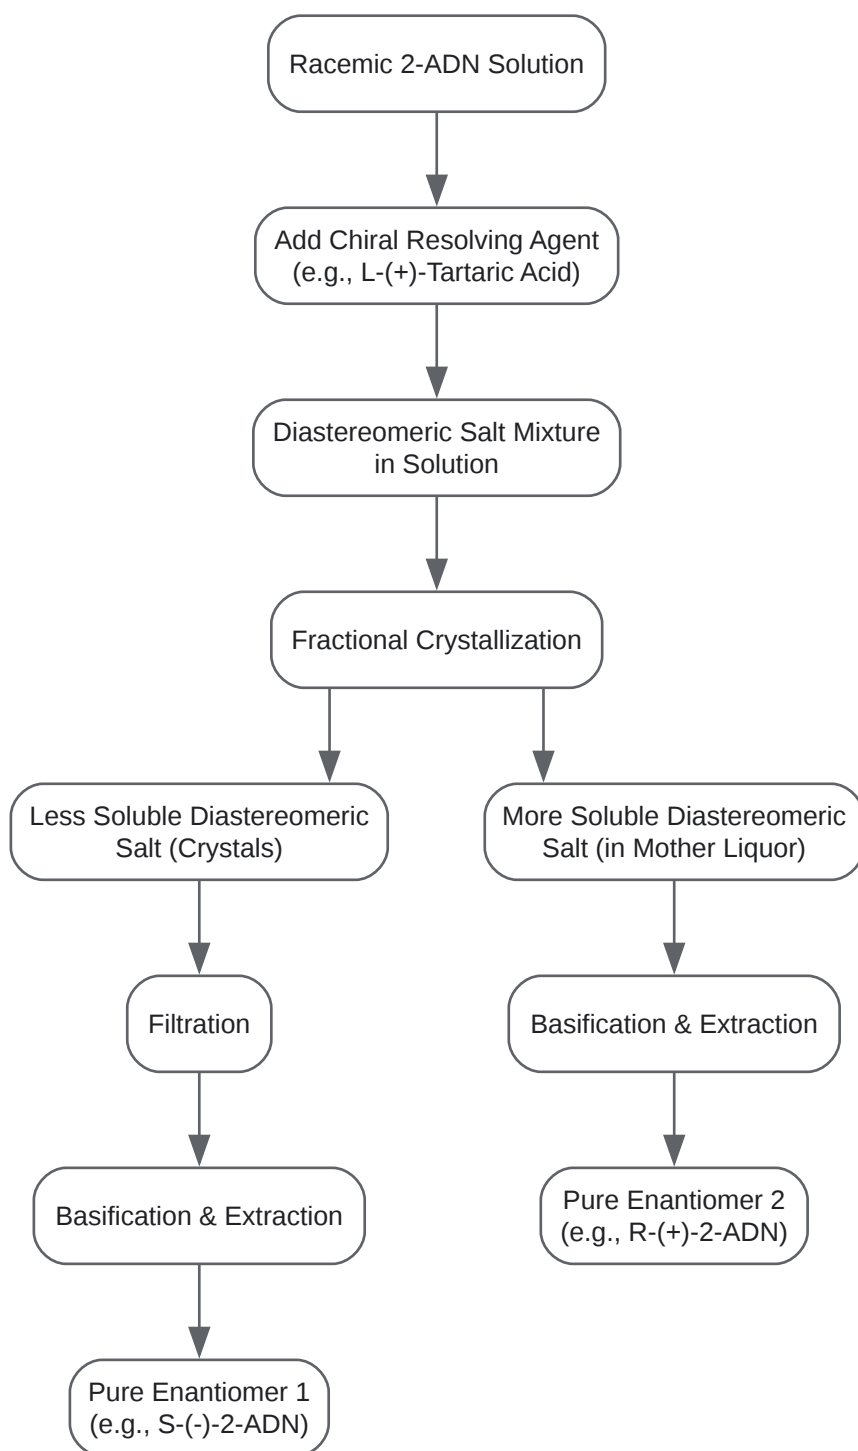 Racemic 2-ADN Solution
Add Chiral Resolving Agent
(e.g., L-(+)-Tartaric Acid)
Diastereomeric Salt Mixture
in Solution
Fractional Crystallization
Less Soluble Diastereomeric
Salt (Crystals)
More Soluble Diastereomeric
Salt (in Mother Liquor)
Filtration
Basification & Extraction
Basification & Extraction
Pure Enantiomer 2
(e.g., R-(+)-2-ADN)
Pure Enantiomer 1
(e.g., S-(-)-2-ADN)